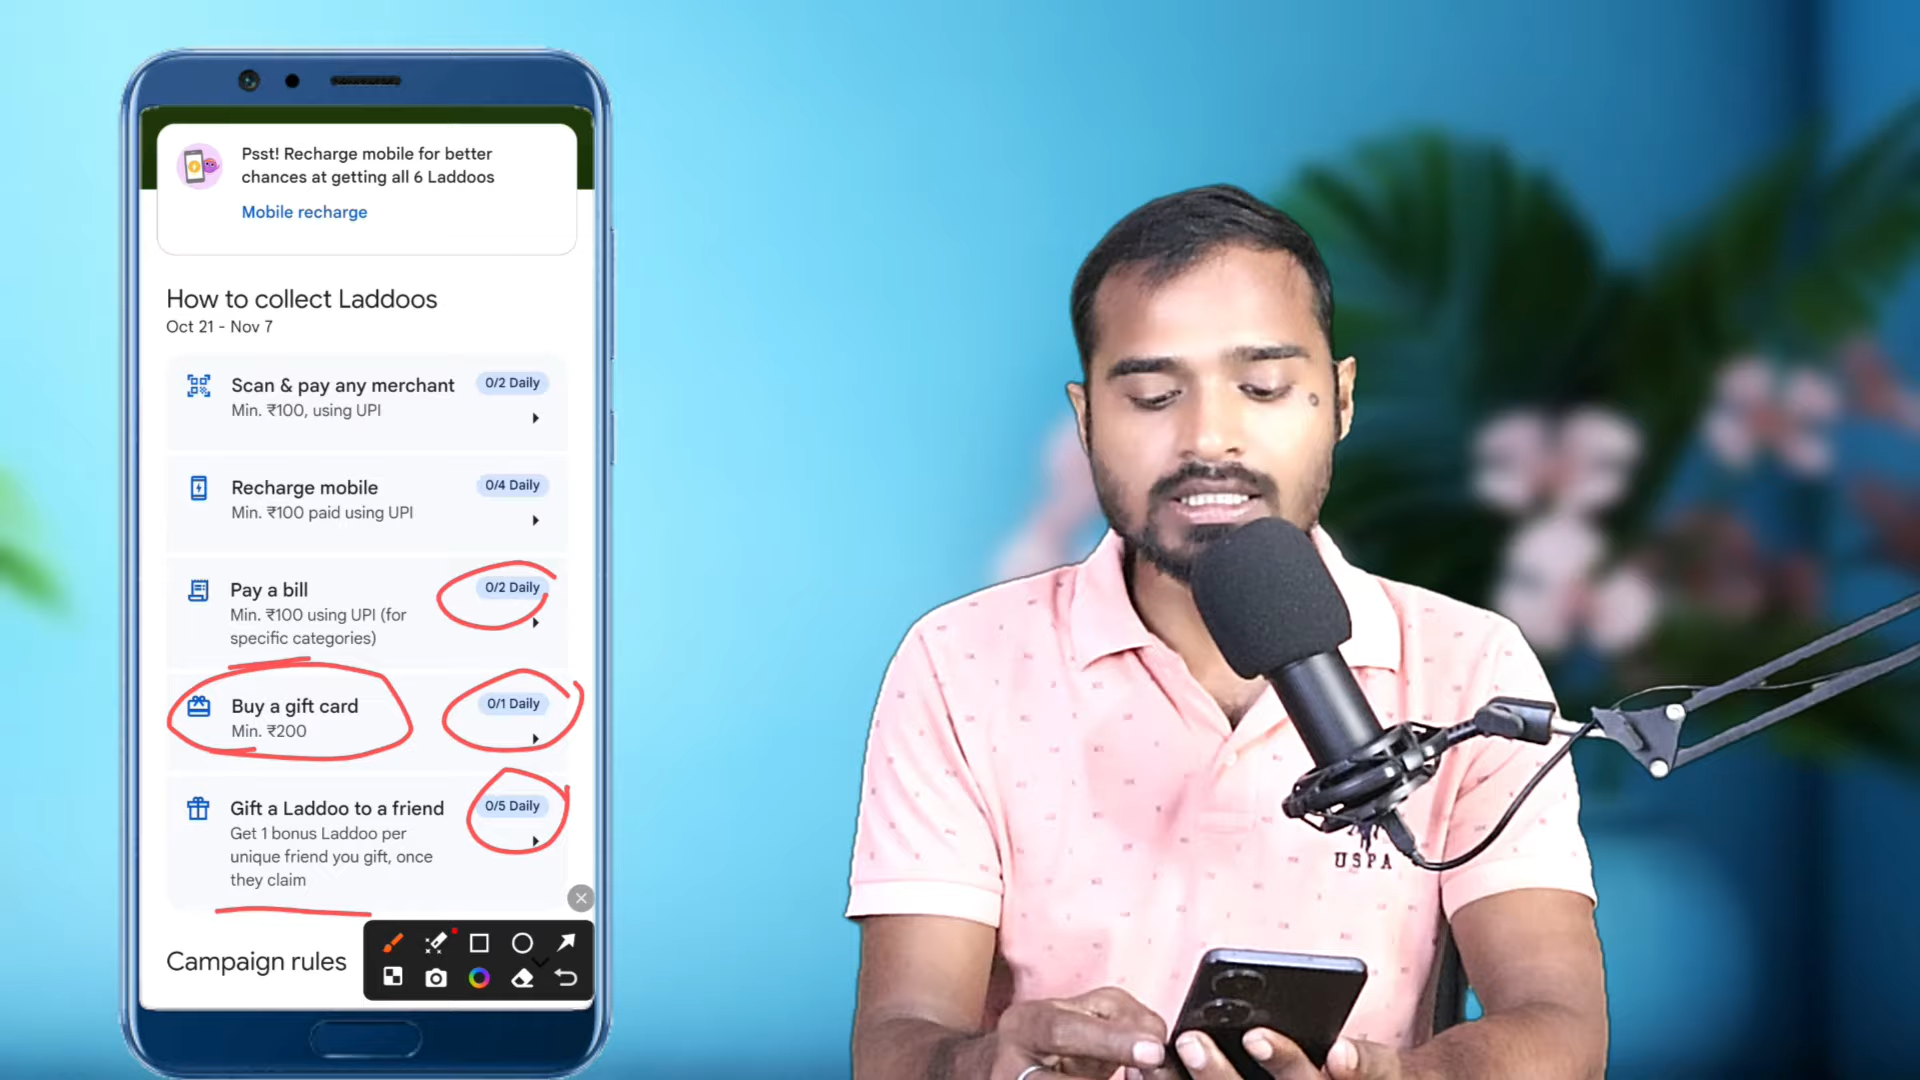 Psst! Recharge mobile for better
chances at getting all 6 Laddoos
Mobile recharge
How to collect Laddoos
Oct 21 - Nov 7
Scan & pay any merchant
0/2 Daily
Min. ₹100, using UPI
Recharge mobile
0/4 Daily
Min. ₹100 paid using UPI
Pay a bill
0/2 Daily
Min. ₹100 using UPI (for
specific categories)
Buy a gift card
0/1 Daily
Min. ₹200
Gift a Laddoo to a friend
0/5 Daily
Get 1 bonus Laddoo per
unique friend you gift, once
they claim
Campaign rules
USPA